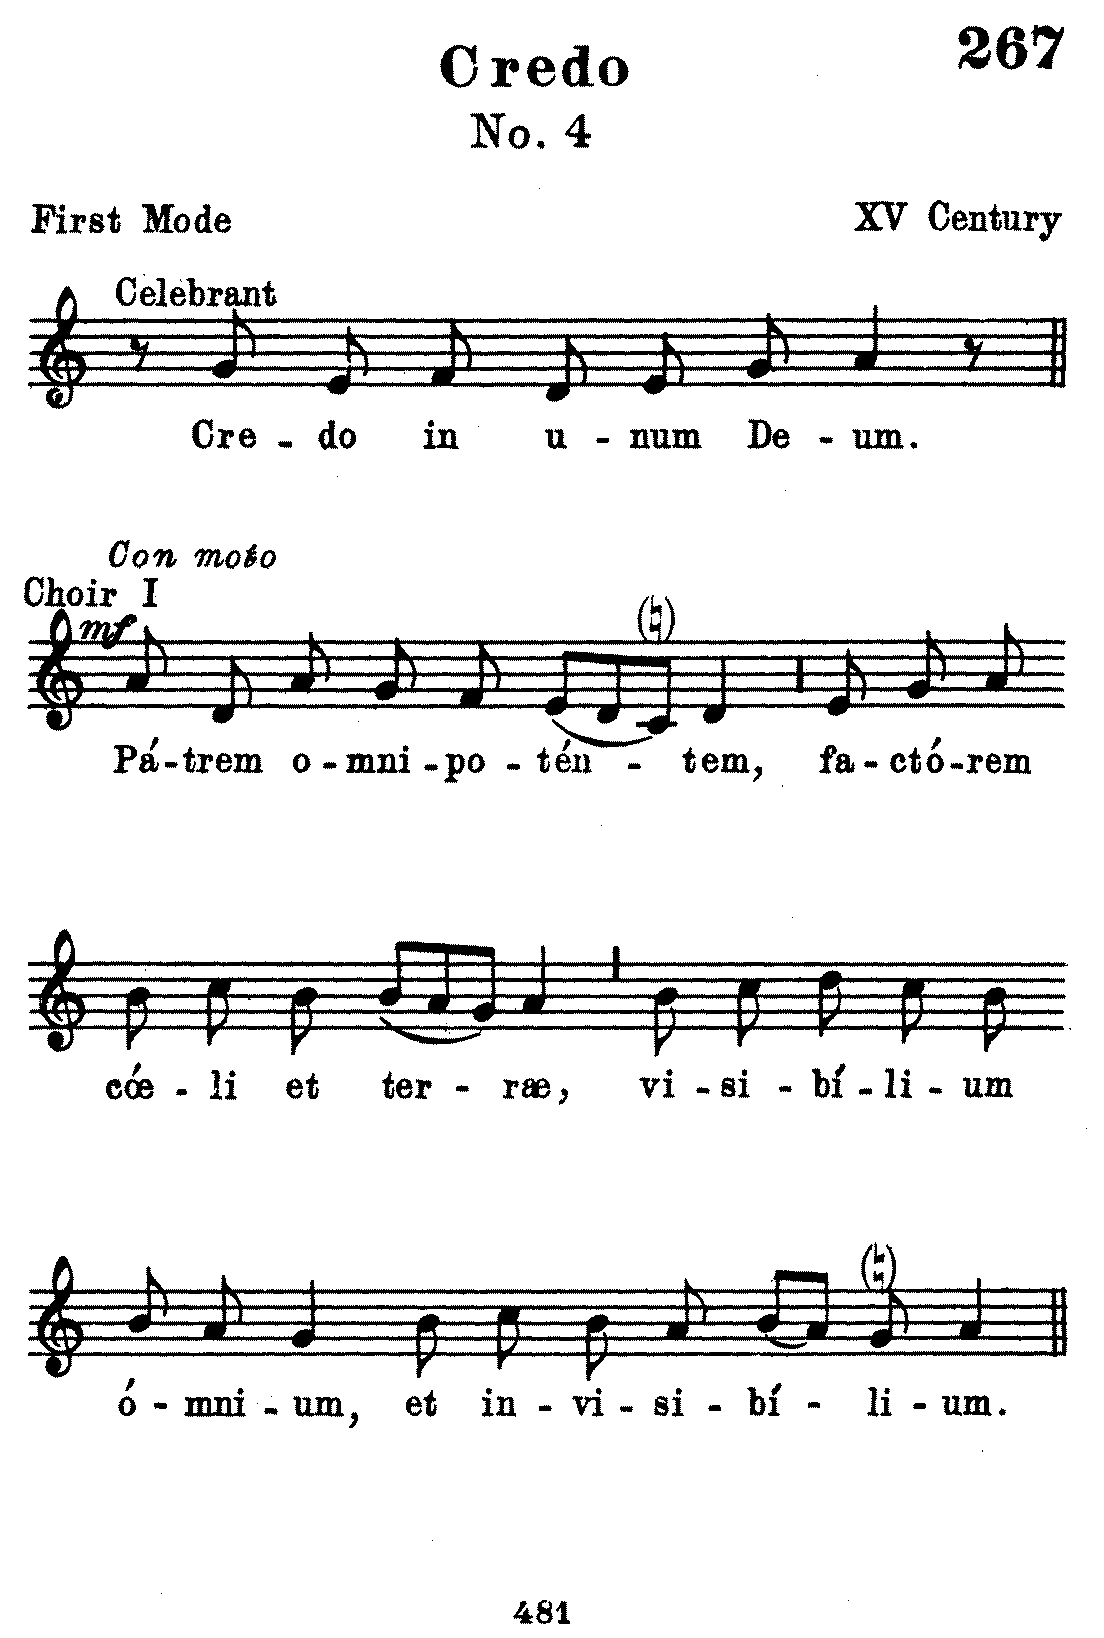 267
Credo
No. 4
First Mode
XV Century
Celebrant
Cre - do in u - num De - um.
Con moto
Choir I
mf
Pá-trem o-mni-po-tén - tem, fa-ctó-rem
cǿe - li et ter - ræ, vi-si-bí-li-um
ó-mni-um, et in-vi-si-bí - li-um.
481